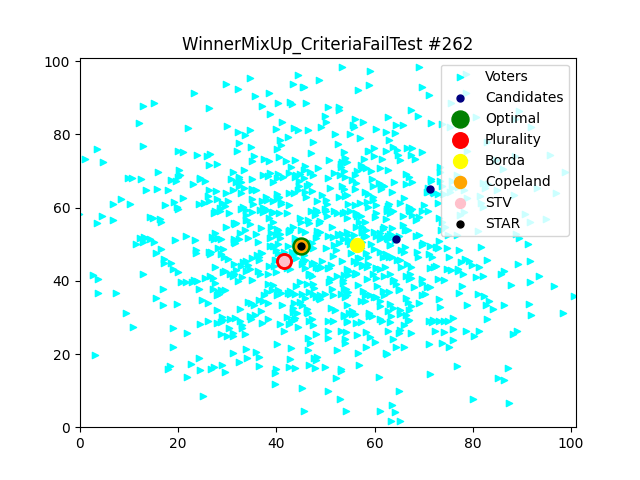 WinnerMixUp_CriteriaFailTest #262
100
80
60
40
20
0
0 20 40 60 80 100
Voters
Candidates
Optimal
Plurality
Borda
Copeland
STV
STAR